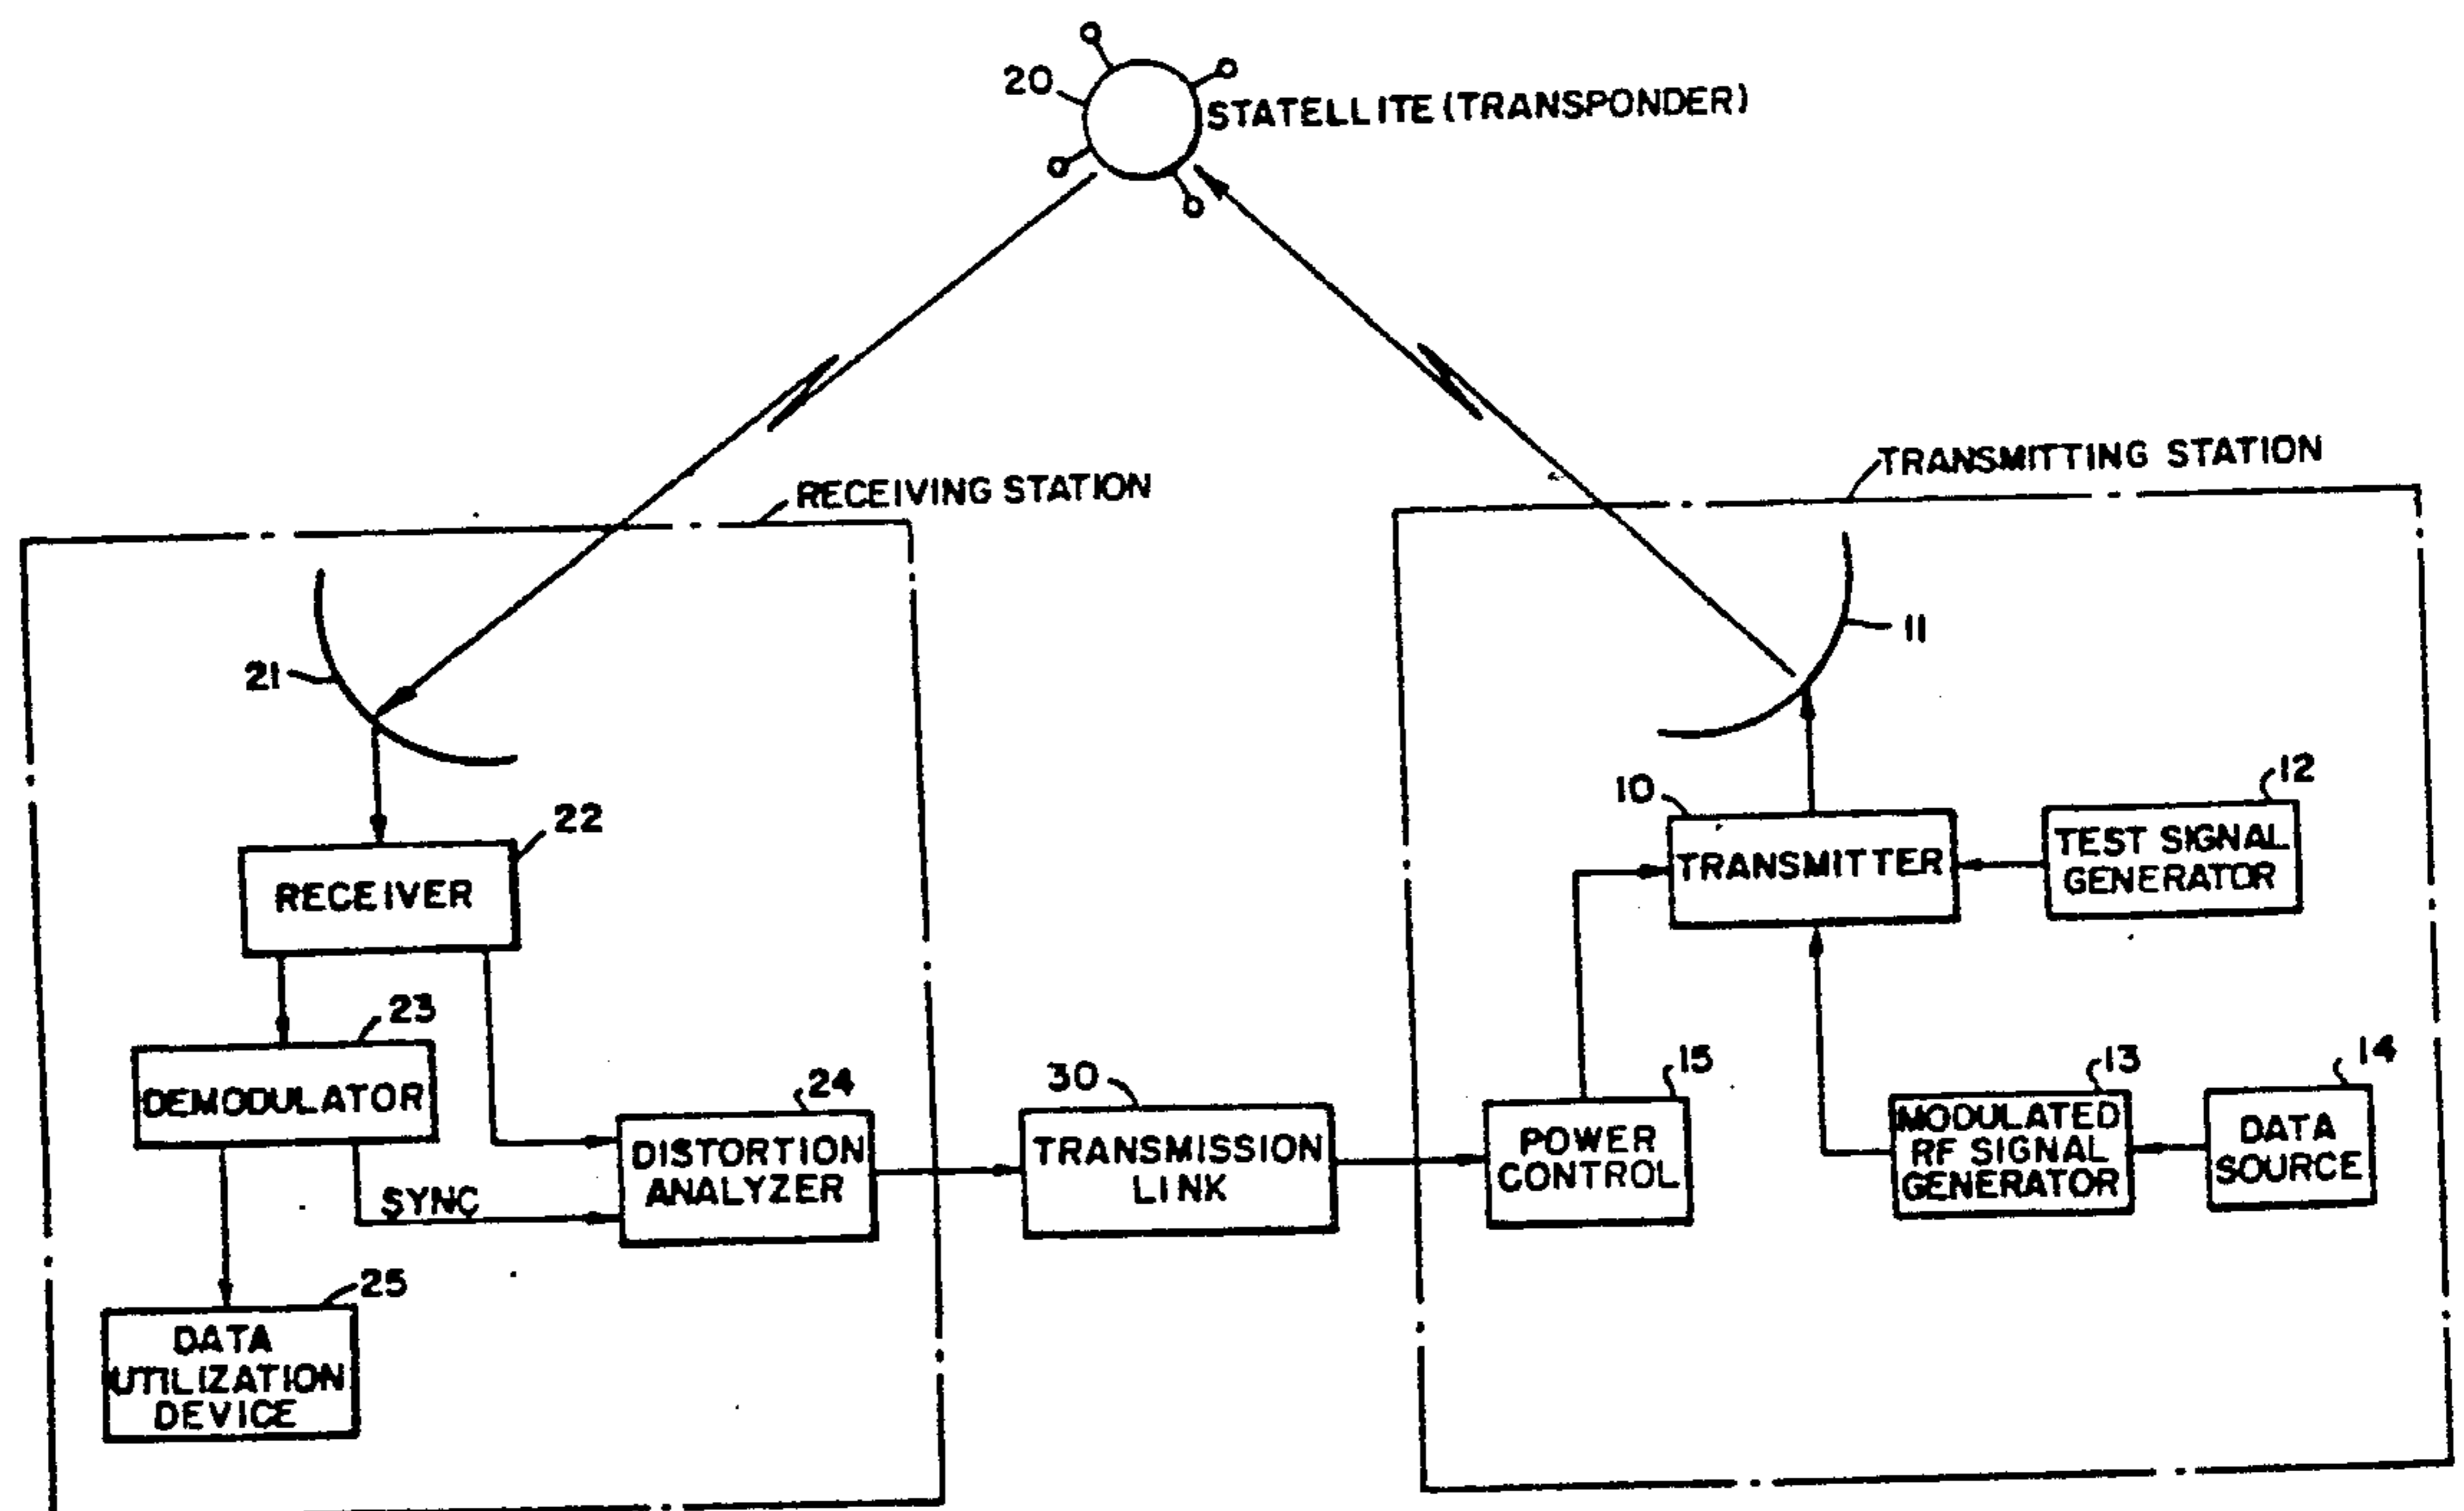 20
STATELLITE (TRANSPONDER)
RECEIVING STATION
21
22
RECEIVER
23
DEMODULATOR
SYNC
24
DISTORTION
ANALYZER
25
DATA
UTILIZATION
DEVICE
30
TRANSMISSION
LINK
TRANSMITTING STATION
11
10
TRANSMITTER
12
TEST SIGNAL
GENERATOR
15
POWER
CONTROL
13
MODULATED
RF SIGNAL
GENERATOR
14
DATA
SOURCE